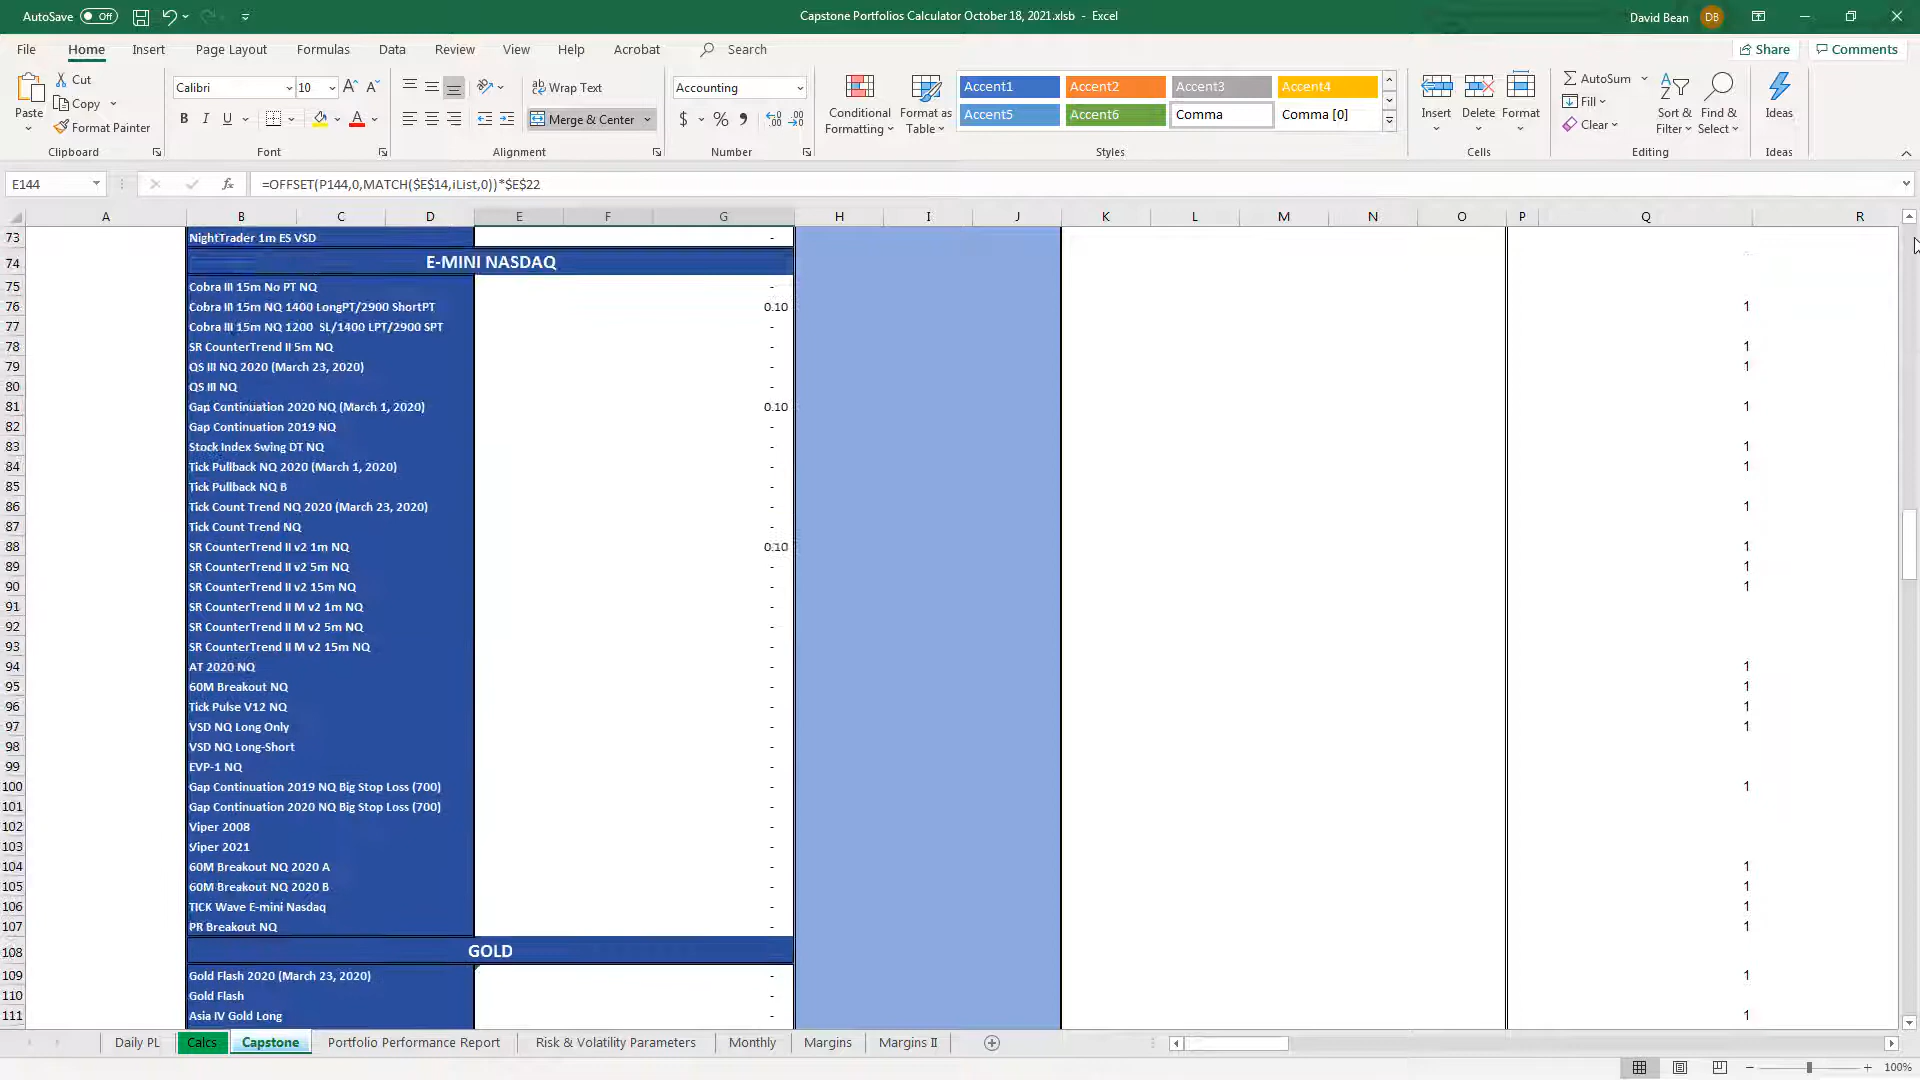 AutoSave Off Capstone Portfolios Calculator October 18, 2021.xlsb - Excel David Bean DB
File Home Insert Page Layout Formulas Data Review View Help Acrobat Search Share Comments
Paste Cut Copy Format Painter Clipboard
Calibri 10 B I U Font
Wrap Text Merge & Center Alignment
Accounting $ % Number
Conditional Formatting Format as Table Accent1 Accent2 Accent3 Accent4 Accent5 Accent6 Comma Comma [0] Styles
Insert Delete Format Cells
AutoSum Fill Clear Sort & Filter Find & Select Editing
Ideas Ideas
E144 fx =OFFSET(P144,0,MATCH($E$14,iList,0))*$E$22
A B C D E F G H I J K L M N O P Q R
73 NightTrader 1m ES VSD -
74 E-MINI NASDAQ
75 Cobra III 15m No PT NQ -
76 Cobra III 15m NQ 1400 LongPT/2900 ShortPT 0.10 1
77 Cobra III 15m NQ 1200 SL/1400 LPT/2900 SPT -
78 SR CounterTrend II 5m NQ - 1
79 QS III NQ 2020 (March 23, 2020) - 1
80 QS III NQ -
81 Gap Continuation 2020 NQ (March 1, 2020) 0.10 1
82 Gap Continuation 2019 NQ -
83 Stock Index Swing DT NQ - 1
84 Tick Pullback NQ 2020 (March 1, 2020) - 1
85 Tick Pullback NQ B -
86 Tick Count Trend NQ 2020 (March 23, 2020) - 1
87 Tick Count Trend NQ -
88 SR CounterTrend II v2 1m NQ 0.10 1
89 SR CounterTrend II v2 5m NQ - 1
90 SR CounterTrend II v2 15m NQ - 1
91 SR CounterTrend II M v2 1m NQ -
92 SR CounterTrend II M v2 5m NQ -
93 SR CounterTrend II M v2 15m NQ -
94 AT 2020 NQ - 1
95 60M Breakout NQ - 1
96 Tick Pulse V12 NQ - 1
97 VSD NQ Long Only - 1
98 VSD NQ Long-Short -
99 EVP-1 NQ -
100 Gap Continuation 2019 NQ Big Stop Loss (700) - 1
101 Gap Continuation 2020 NQ Big Stop Loss (700) -
102 Viper 2008 -
103 Viper 2021 -
104 60M Breakout NQ 2020 A - 1
105 60M Breakout NQ 2020 B - 1
106 TICK Wave E-mini Nasdaq - 1
107 PR Breakout NQ - 1
108 GOLD
109 Gold Flash 2020 (March 23, 2020) - 1
110 Gold Flash -
111 Asia IV Gold Long - 1
Daily PL Calcs Capstone Portfolio Performance Report Risk & Volatility Parameters Monthly Margins Margins II
100%